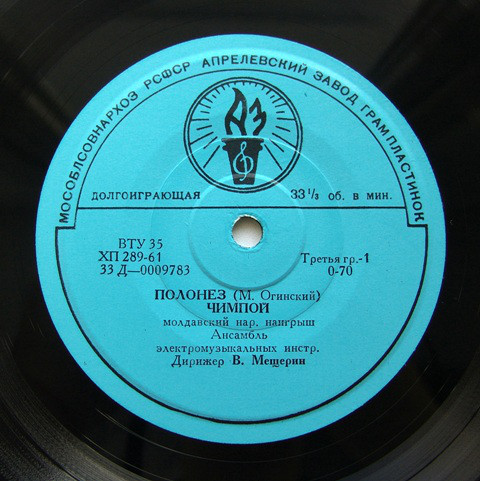 МОСОБЛСОВНАРХОЗ РСФСР АПРЕЛЕВСКИЙ ЗАВОД ГРАМПЛАСТИНОК
АЗ
ДОЛГОИГРАЮЩАЯ 33 1/3 об. в мин.
ВТУ 35
ХП 289-61
33 Д—0009783
Третья гр.-1
0-70
ПОЛОНЕЗ (М. Огинский)
ЧИМПОЙ
молдавский нар. наигрыш
Ансамбль
электромузыкальных инстр.
Дирижер В. Мещерин